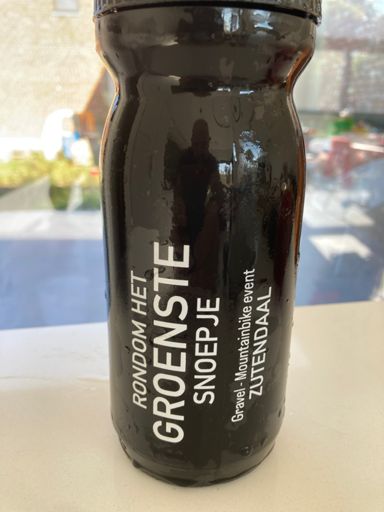 RONDOM HET
GROENSTE
SNOEPJE
Gravel - Mountainbike event
ZUTENDAAL